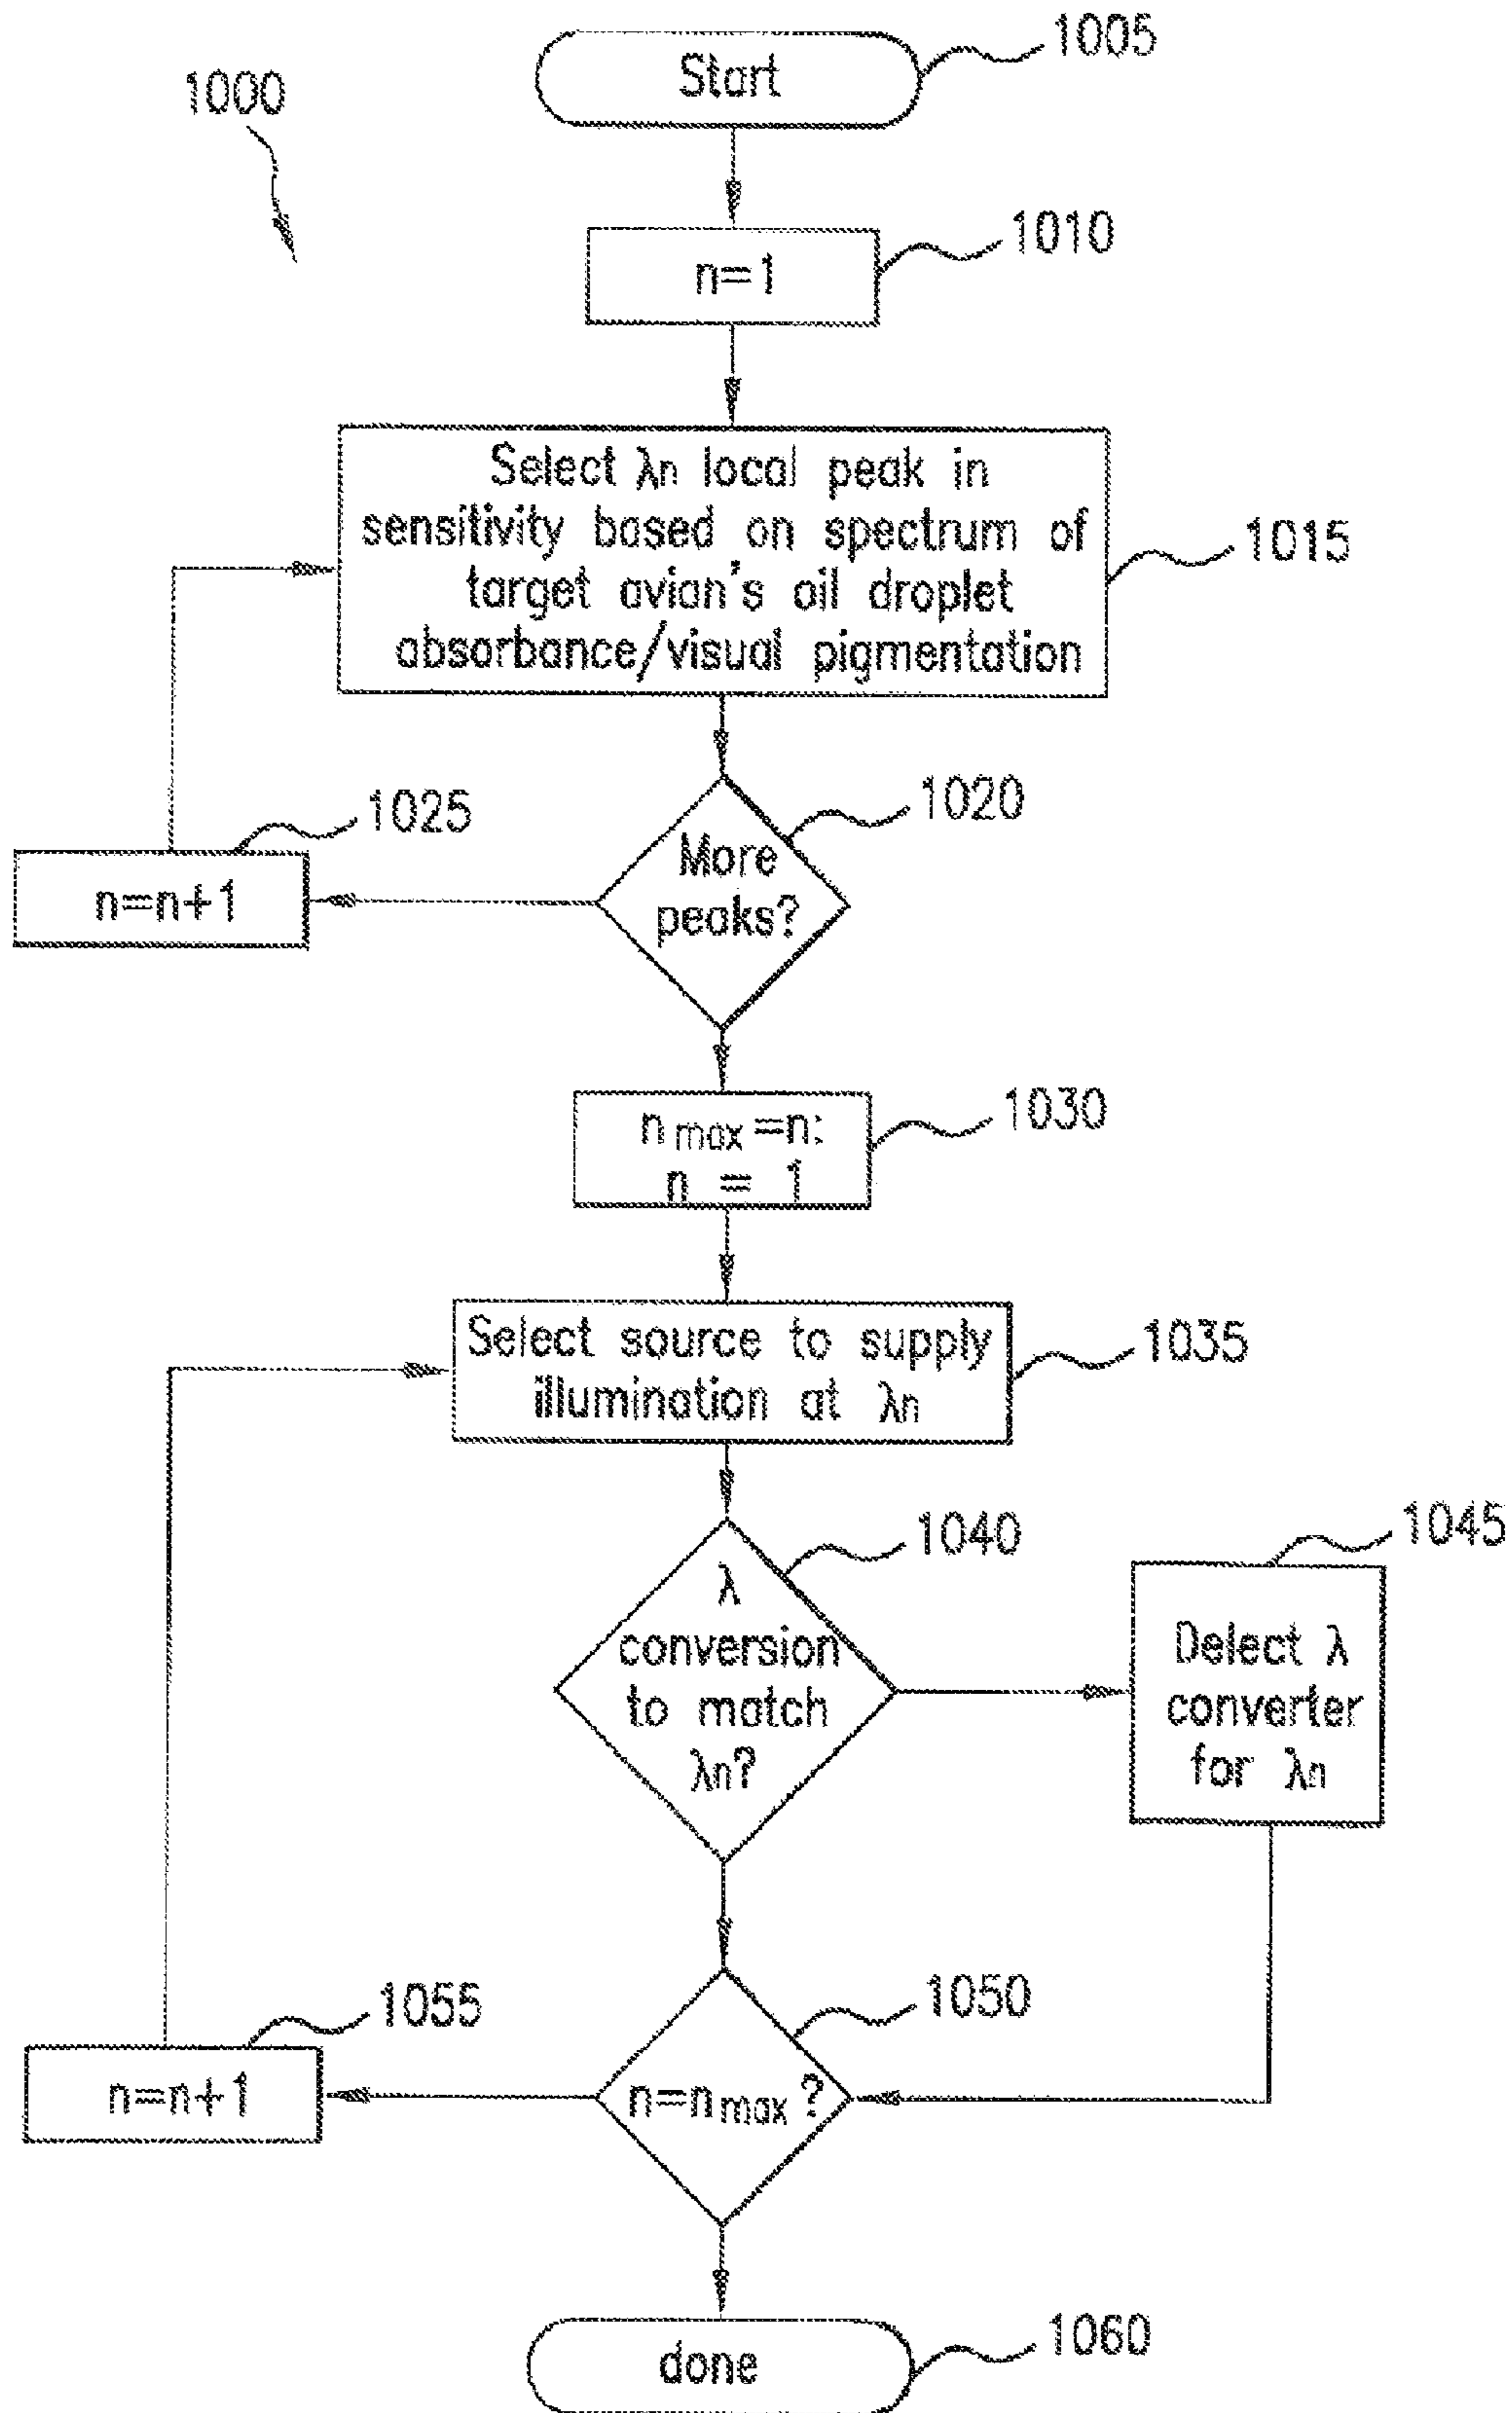 1000
Start
1005
n=1
1010
Select λn local peak in
sensitivity based on spectrum of
target avian's oil droplet
absorbance/visual pigmentation
1015
More
peaks?
1020
n=n+1
1025
n max =n:
n = 1
1030
Select source to supply
illumination at λn
1035
λ
conversion
to match
λn?
1040
Delect λ
converter
for λn
1045
n=nmax ?
1050
n=n+1
1055
done
1060